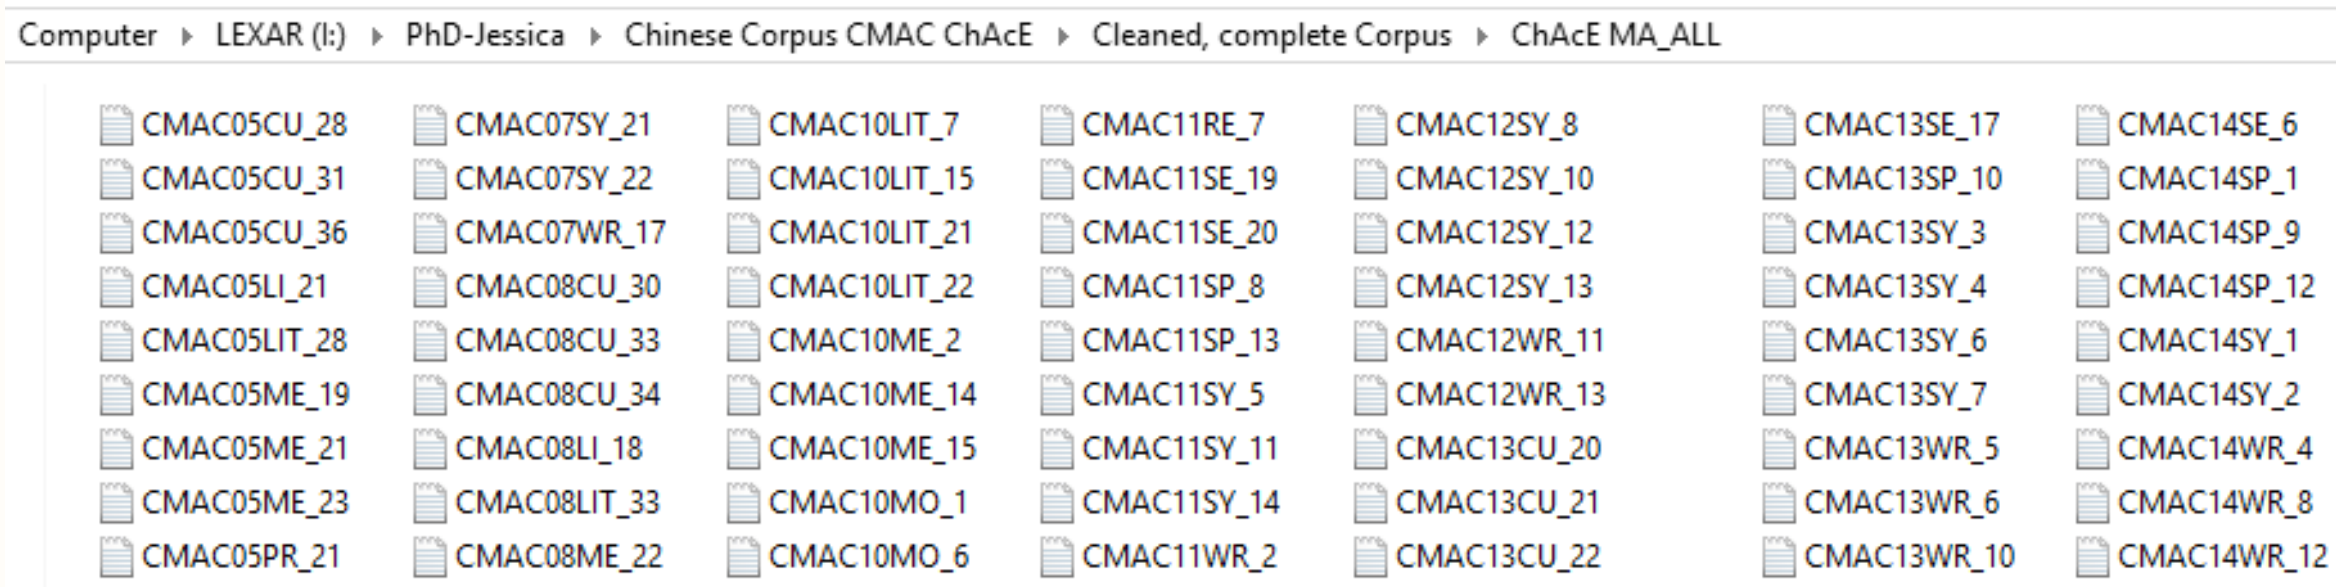 Computer ▸ LEXAR (I:) ▸ PhD-Jessica ▸ Chinese Corpus CMAC ChAcE ▸ Cleaned, complete Corpus ▸ ChAcE MA_ALL
CMAC05CU_28 CMAC07SY_21 CMAC10LIT_7 CMAC11RE_7 CMAC12SY_8 CMAC13SE_17 CMAC14SE_6
CMAC05CU_31 CMAC07SY_22 CMAC10LIT_15 CMAC11SE_19 CMAC12SY_10 CMAC13SP_10 CMAC14SP_1
CMAC05CU_36 CMAC07WR_17 CMAC10LIT_21 CMAC11SE_20 CMAC12SY_12 CMAC13SY_3 CMAC14SP_9
CMAC05LI_21 CMAC08CU_30 CMAC10LIT_22 CMAC11SP_8 CMAC12SY_13 CMAC13SY_4 CMAC14SP_12
CMAC05LIT_28 CMAC08CU_33 CMAC10ME_2 CMAC11SP_13 CMAC12WR_11 CMAC13SY_6 CMAC14SY_1
CMAC05ME_19 CMAC08CU_34 CMAC10ME_14 CMAC11SY_5 CMAC12WR_13 CMAC13SY_7 CMAC14SY_2
CMAC05ME_21 CMAC08LI_18 CMAC10ME_15 CMAC11SY_11 CMAC13CU_20 CMAC13WR_5 CMAC14WR_4
CMAC05ME_23 CMAC08LIT_33 CMAC10MO_1 CMAC11SY_14 CMAC13CU_21 CMAC13WR_6 CMAC14WR_8
CMAC05PR_21 CMAC08ME_22 CMAC10MO_6 CMAC11WR_2 CMAC13CU_22 CMAC13WR_10 CMAC14WR_12